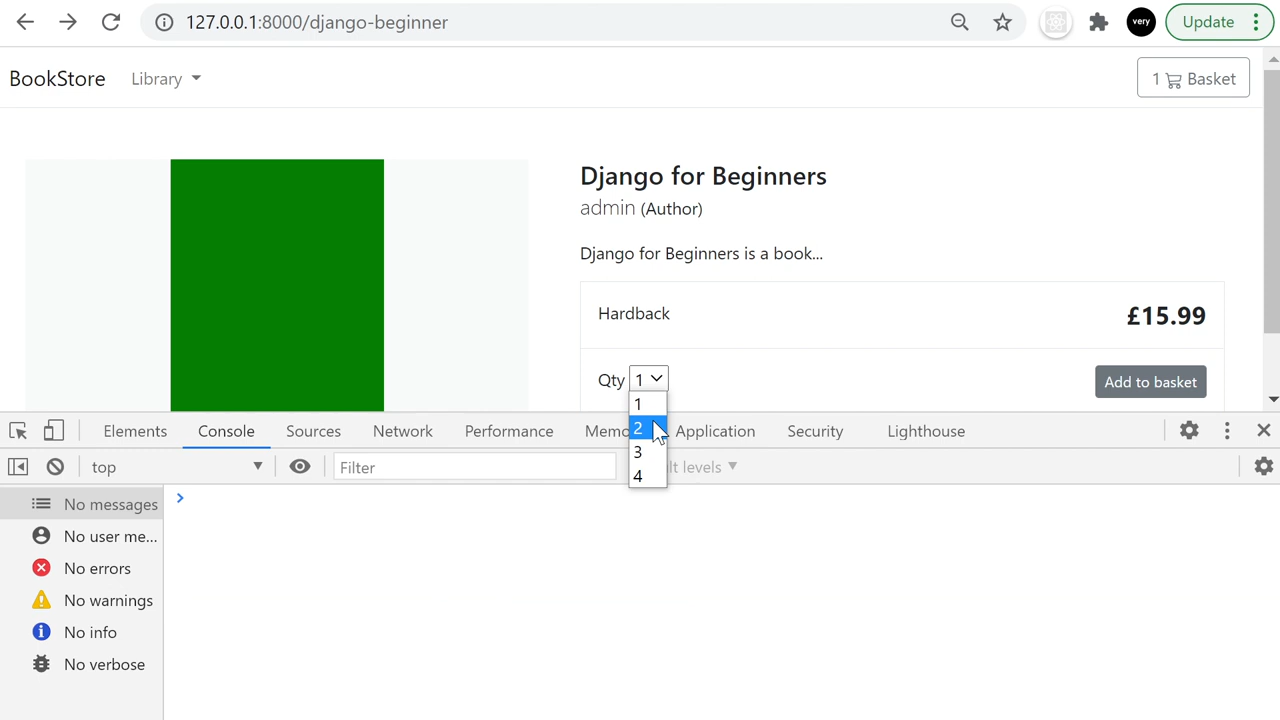 127.0.0.1:8000/django-beginner
very
Update
BookStore
Library
1 Basket
Django for Beginners
admin (Author)
Django for Beginners is a book...
Hardback
£15.99
Qty 1
Add to basket
1
2
3
4
Elements
Console
Sources
Network
Performance
Memo
Application
Security
Lighthouse
top
Filter
lt levels
No messages
No user me...
No errors
No warnings
No info
No verbose